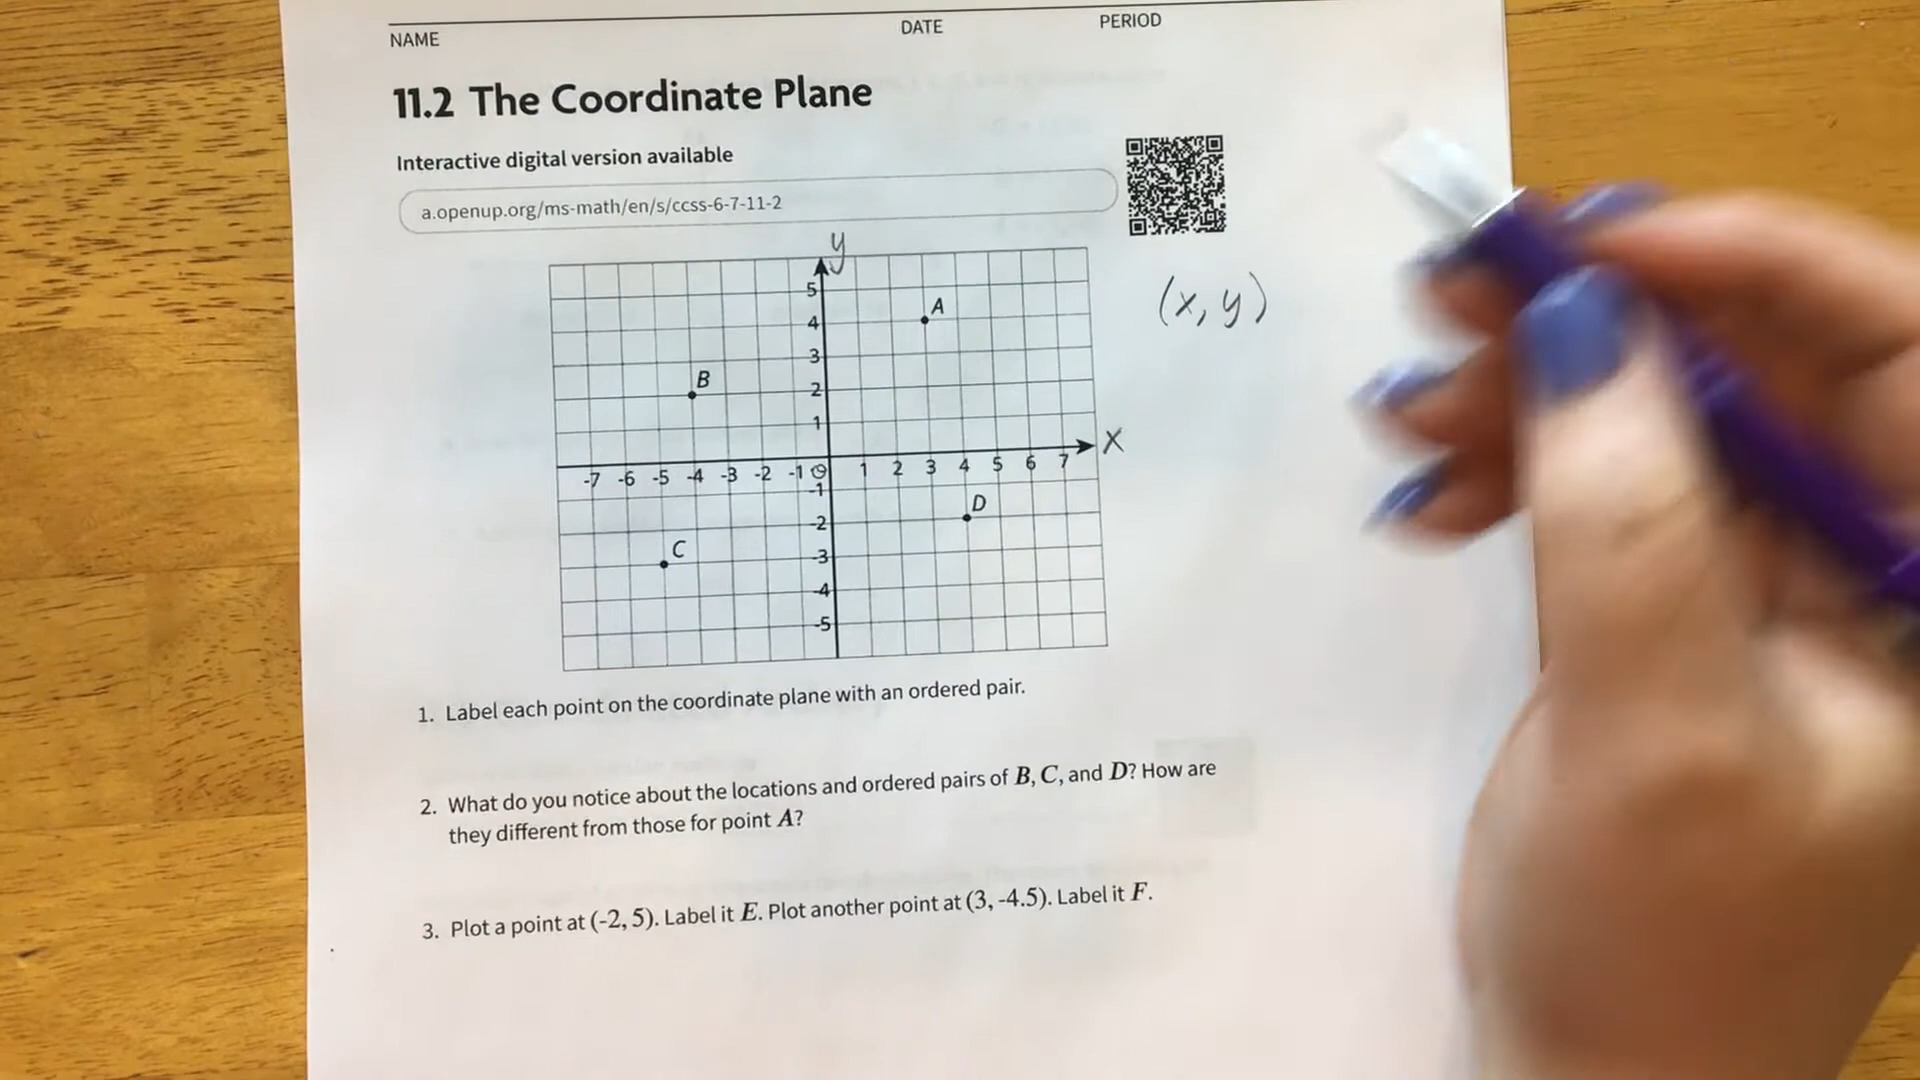 NAME DATE PERIOD
11.2 The Coordinate Plane
Interactive digital version available
a.openup.org/ms-math/en/s/ccss-6-7-11-2
y
5
A
(x, y)
4
3
B
2
1
x
-7 -6 -5 -4 -3 -2 -1 0 1 2 3 4 5 6 7
-1
D
-2
C
-3
-4
-5
1. Label each point on the coordinate plane with an ordered pair.
2. What do you notice about the locations and ordered pairs of B, C, and D? How are
they different from those for point A?
3. Plot a point at (-2, 5). Label it E. Plot another point at (3, -4.5). Label it F.